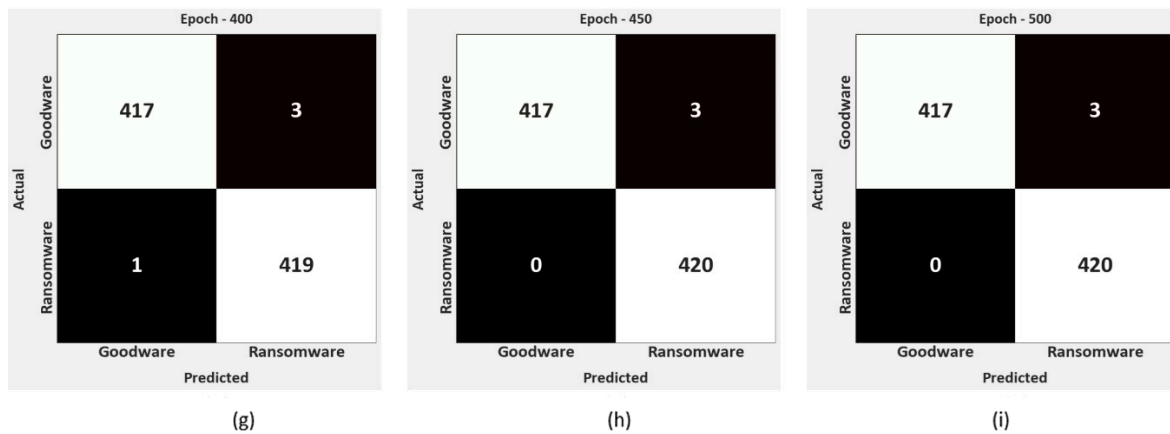 Epoch - 400
Goodware
417
3
Actual
Ransomware
1
419
Goodware Ransomware
Predicted
(g)
Epoch - 450
Goodware
417
3
Actual
Ransomware
0
420
Goodware Ransomware
Predicted
(h)
Epoch - 500
Goodware
417
3
Actual
Ransomware
0
420
Goodware Ransomware
Predicted
(i)